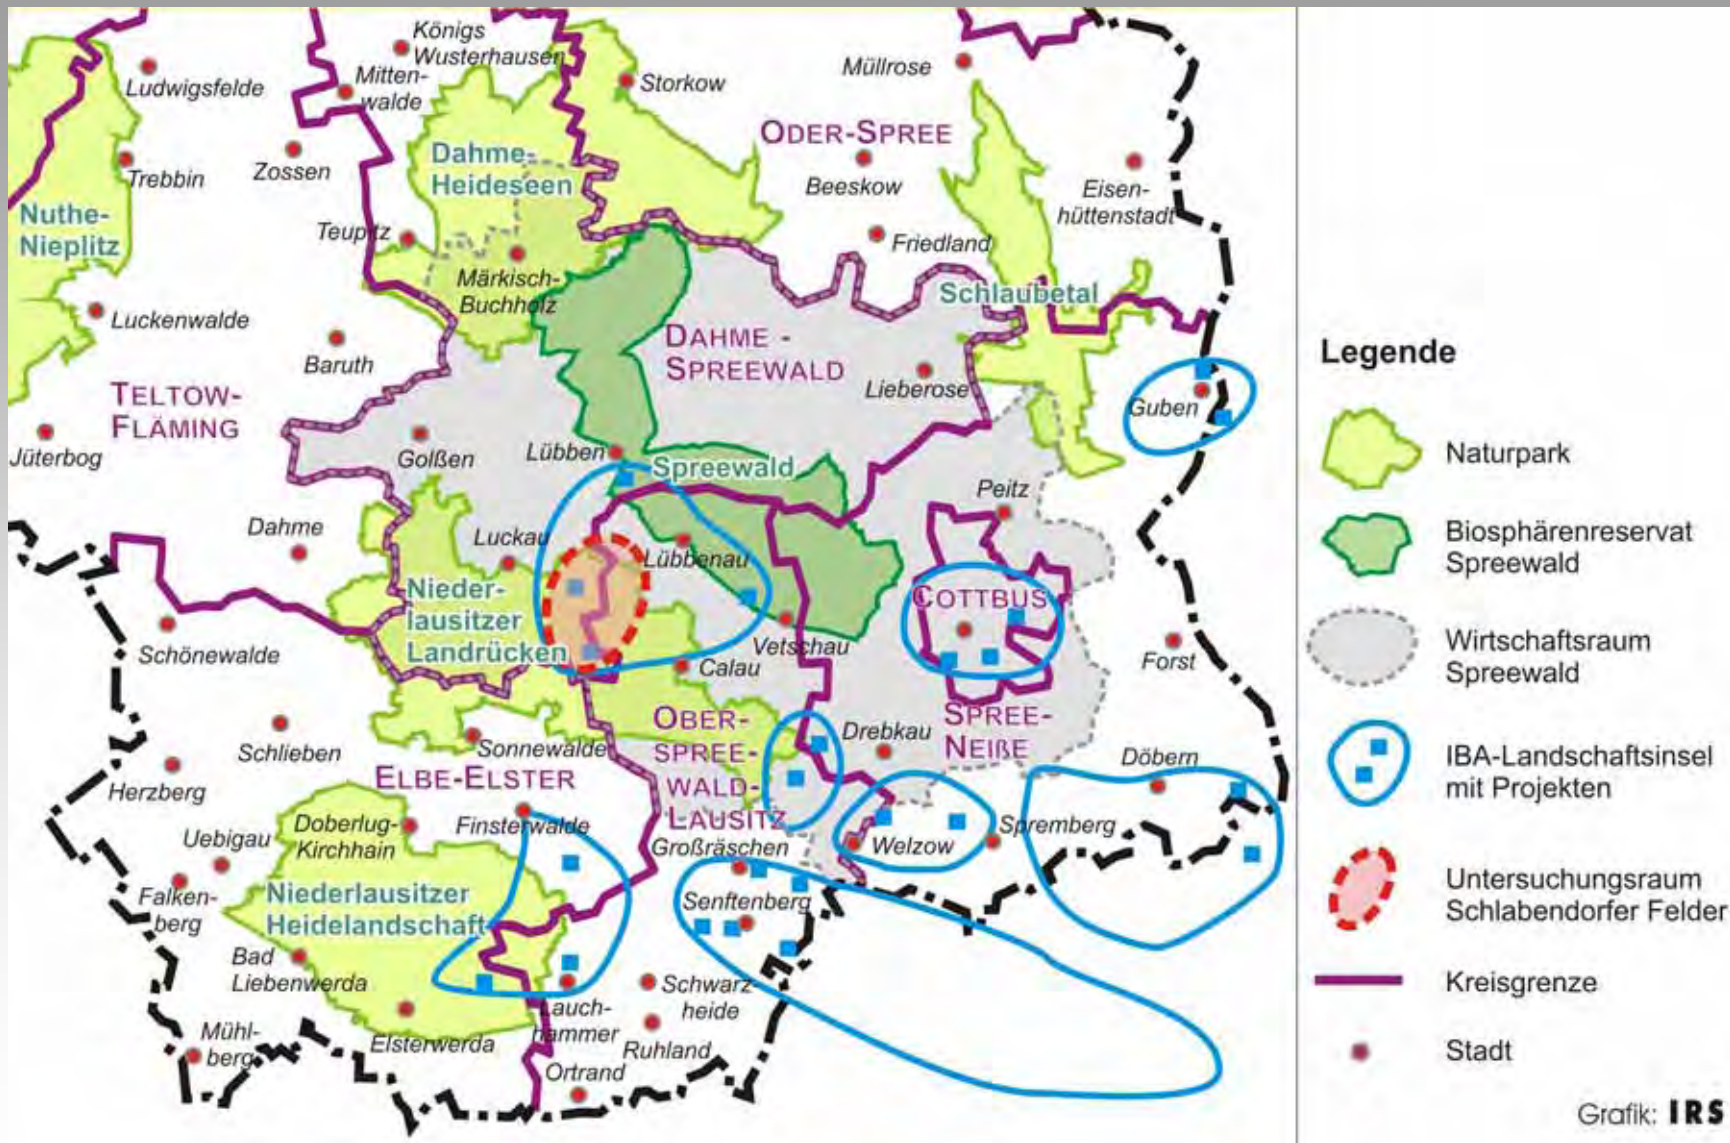 Königs
Wusterhausen
Ludwigsfelde
Mitten-
walde
Storkow
Müllrose
ODER-SPREE
Dahme-
Heideseen
Zossen
Trebbin
Beeskow
Eisen-
hüttenstadt
Nuthe-
Nieplitz
Teupitz
Friedland
Märkisch-
Buchholz
Schlaubetal
Luckenwalde
Baruth
DAHME -
SPREEWALD
Lieberose
TELTOW-
FLÄMING
Guben
Jüterbog
Golßen
Lübben
Spreewald
Peitz
Dahme
Luckau
Lübbenau
Nieder-
lausitzer
Landrücken
COTTBUS
Schönewalde
Vetschau
Calau
Forst
Schlieben
Sonnewalde
OBER-
SPREE-
WALD-
LAUSITZ
Drebkau
SPREE-
NEIßE
Döbern
Herzberg
ELBE-ELSTER
Doberlug-
Kirchhain
Finsterwalde
Uebigau
Großräschen
Welzow
Spremberg
Falken-
berg
Niederlausitzer
Heidelandschaft
Senftenberg
Bad
Liebenwerda
Schwarz-
heide
Lauch-
hammer
Mühl-
berg
Elsterwerda
Ruhland
Ortrand
Legende
Naturpark
Biosphärenreservat
Spreewald
Wirtschaftsraum
Spreewald
IBA-Landschaftsinsel
mit Projekten
Untersuchungsraum
Schlabendorfer Felder
Kreisgrenze
Stadt
Grafik: IRS